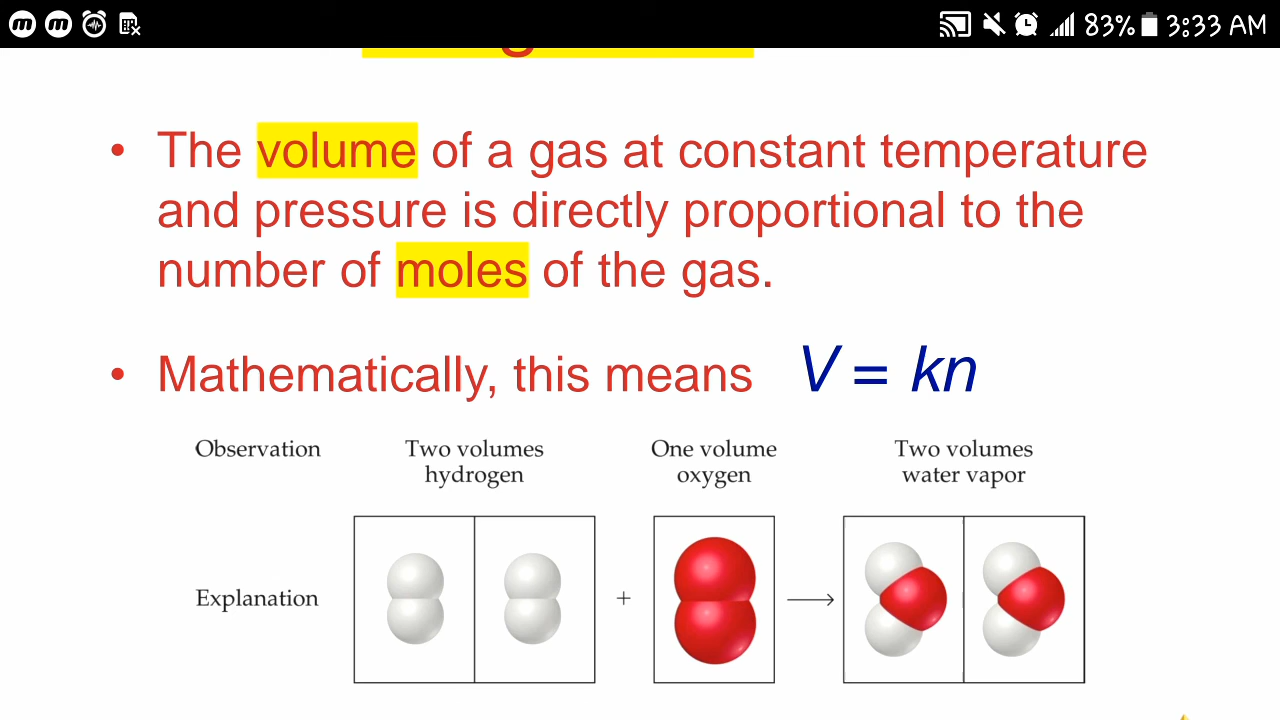 83% 3:33 AM
• The volume of a gas at constant temperature
and pressure is directly proportional to the
number of moles of the gas.
• Mathematically, this means V = kn
Observation Two volumes hydrogen One volume oxygen Two volumes water vapor
Explanation + →